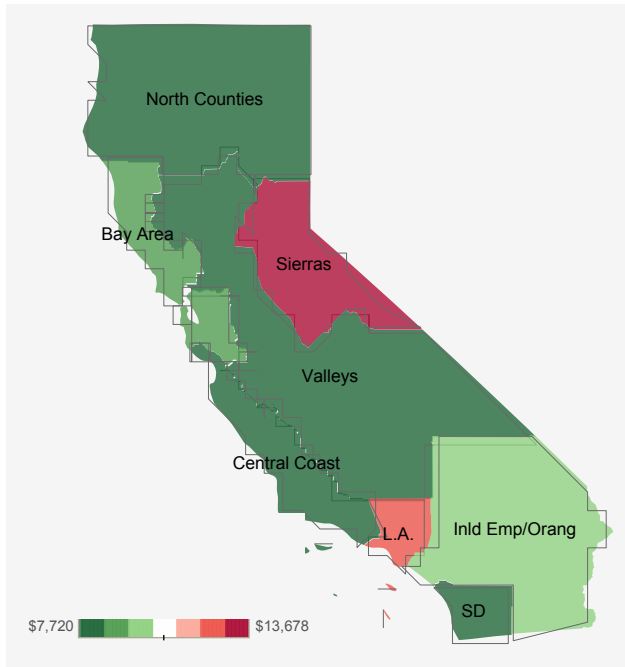 North Counties
Bay Area
Sierras
Valleys
Central Coast
L.A.
Inld Emp/Orang
SD
$7,720
$13,678